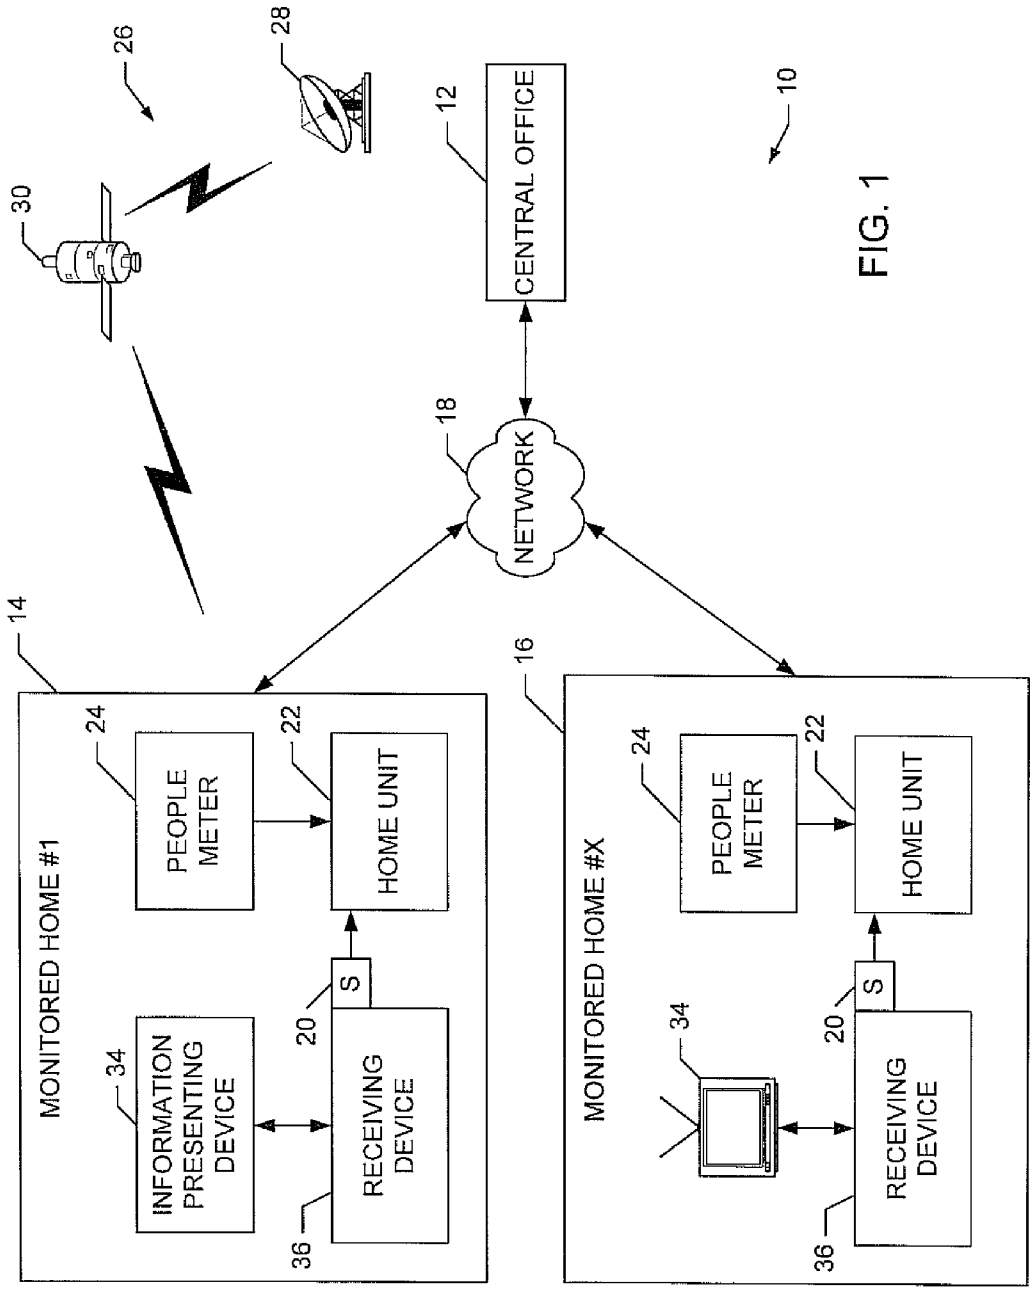 MONITORED HOME #1
14
INFORMATION
PRESENTING
DEVICE
34
PEOPLE
METER
24
RECEIVING
DEVICE
36
S
20
HOME UNIT
22
MONITORED HOME #X
16
34
PEOPLE
METER
24
RECEIVING
DEVICE
36
S
20
HOME UNIT
22
NETWORK
18
CENTRAL OFFICE
12
30
26
28
10
FIG. 1